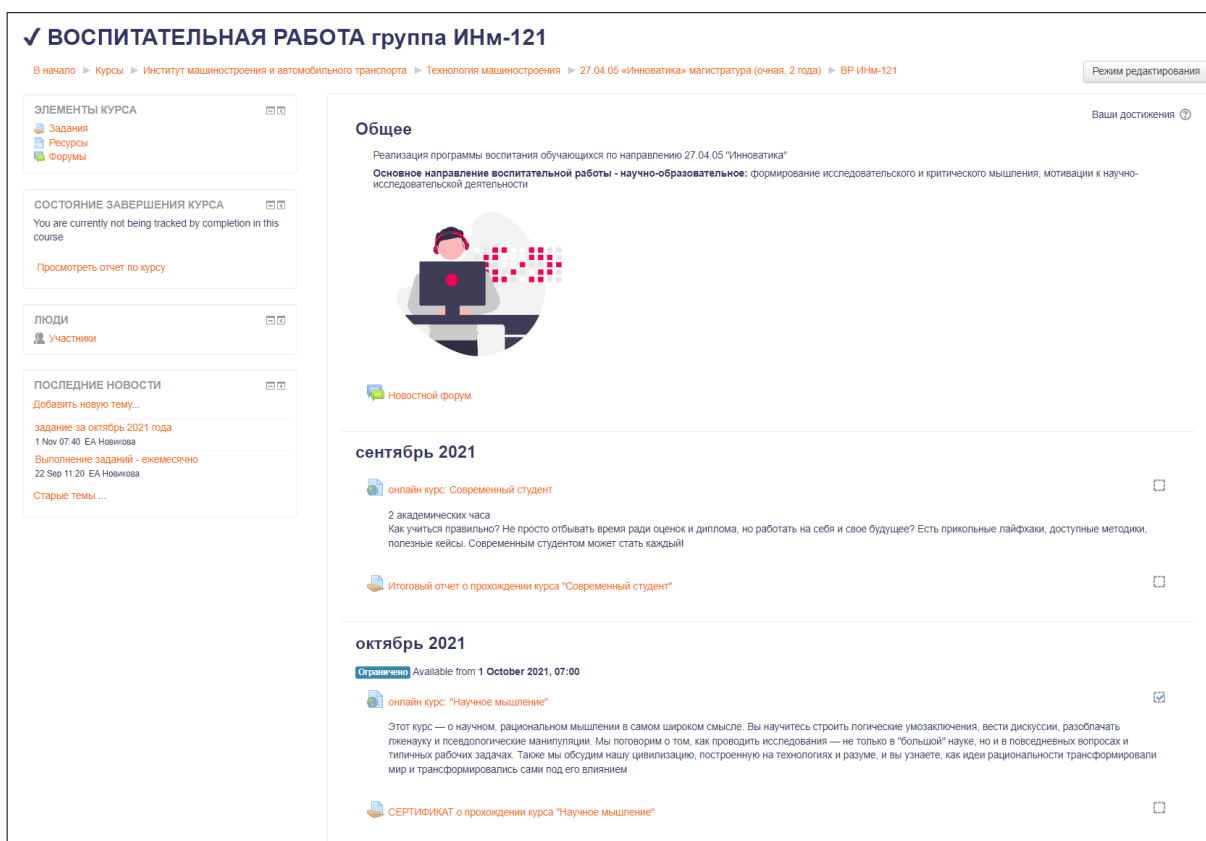 ✓ ВОСПИТАТЕЛЬНАЯ РАБОТА группа ИНм-121
В начало ► Курсы ► Институт машиностроения и автомобильного транспорта ► Технология машиностроения ► 27.04.05 «Инноватика» магистратура (очная, 2 года) ► ВР ИНм-121
Режим редактирования
ЭЛЕМЕНТЫ КУРСА
Задания
Ресурсы
Форумы
СОСТОЯНИЕ ЗАВЕРШЕНИЯ КУРСА
You are currently not being tracked by completion in this
course
Просмотреть отчет по курсу
ЛЮДИ
Участники
ПОСЛЕДНИЕ НОВОСТИ
Добавить новую тему...
задание за октябрь 2021 года
1 Nov 07:40 ЕА Новикова
Выполнение заданий - ежемесячно
22 Sep 11:20 ЕА Новикова
Старые темы ...
Ваши достижения
Общее
Реализация программы воспитания обучающихся по направлению 27.04.05 "Инноватика"
Основное направление воспитательной работы - научно-образовательное: формирование исследовательского и критического мышления, мотивации к научно-
исследовательской деятельности
Новостной форум
сентябрь 2021
онлайн курс: Современный студент
2 академических часа
Как учиться правильно? Не просто отбывать время ради оценок и диплома, но работать на себя и свое будущее? Есть прикольные лайфхаки, доступные методики,
полезные кейсы. Современным студентом может стать каждый!
Итоговый отчет о прохождении курса "Современный студент"
октябрь 2021
Ограничено Available from 1 October 2021, 07:00
онлайн курс: "Научное мышление"
Этот курс — о научном, рациональном мышлении в самом широком смысле. Вы научитесь строить логические умозаключения, вести дискуссии, разоблачать
лженауку и псевдологические манипуляции. Мы поговорим о том, как проводить исследования — не только в "большой" науке, но и в повседневных вопросах и
типичных рабочих задачах. Также мы обсудим нашу цивилизацию, построенную на технологиях и разуме, и вы узнаете, как идеи рациональности трансформировали
мир и трансформировались сами под его влиянием
СЕРТИФИКАТ о прохождении курса "Научное мышление"